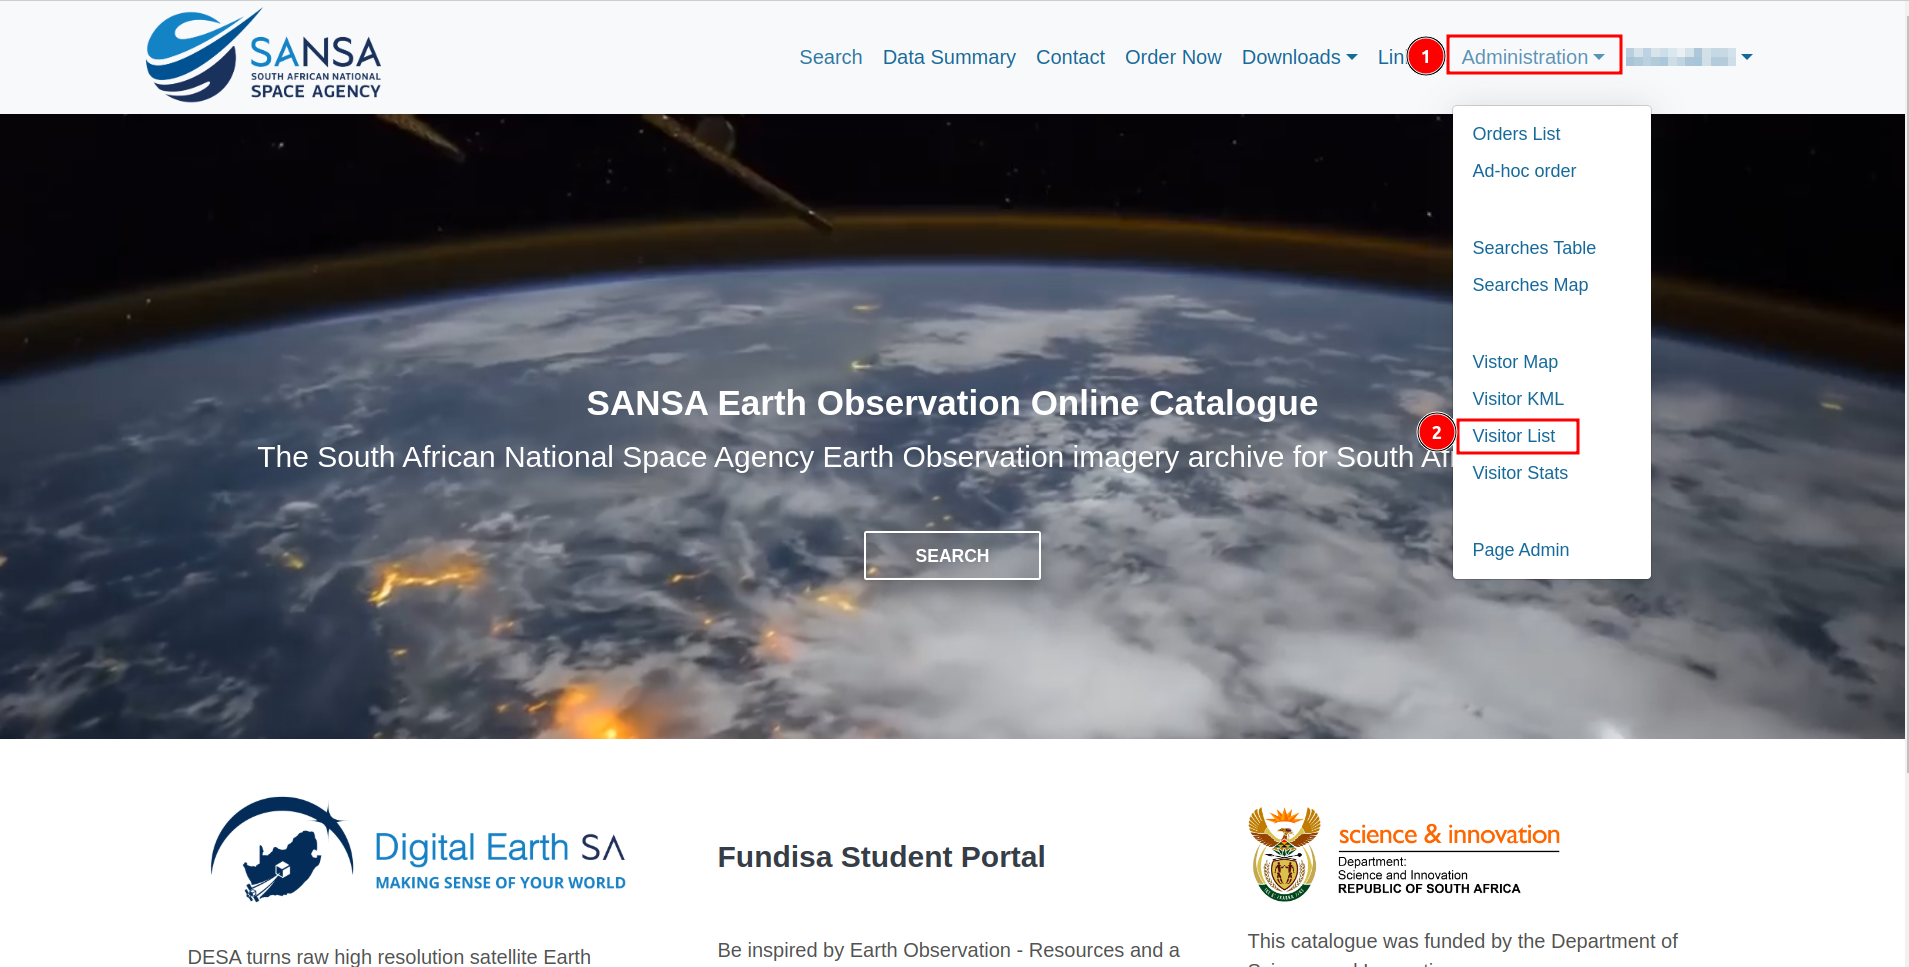 SANSA
SOUTH AFRICAN NATIONAL
SPACE AGENCY
Search Data Summary Contact Order Now Downloads Lin 1 Administration
Orders List
Ad-hoc order
Searches Table
Searches Map
Vistor Map
Visitor KML
2 Visitor List
Visitor Stats
Page Admin
SANSA Earth Observation Online Catalogue
The South African National Space Agency Earth Observation imagery archive for South Afr
SEARCH
Digital Earth SA
MAKING SENSE OF YOUR WORLD
DESA turns raw high resolution satellite Earth
Fundisa Student Portal
Be inspired by Earth Observation - Resources and a
science & innovation
Department:
Science and Innovation
REPUBLIC OF SOUTH AFRICA
This catalogue was funded by the Department of